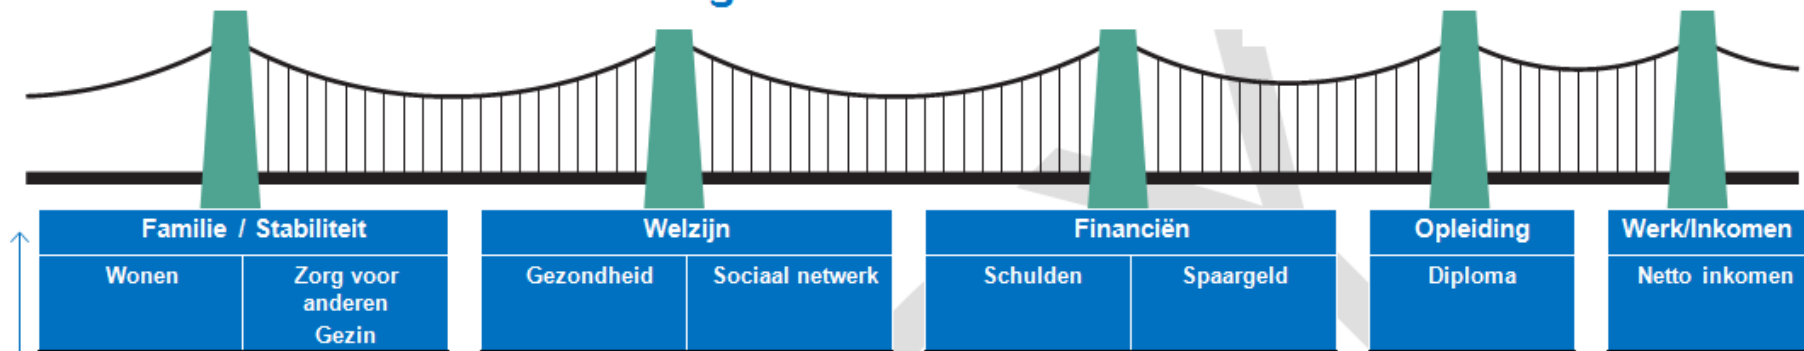 Familie / Stabiliteit
Wonen
Zorg voor
anderen
Gezin
Welzijn
Gezondheid
Sociaal netwerk
Financiën
Schulden
Spaargeld
Opleiding
Diploma
Werk/Inkomen
Netto inkomen